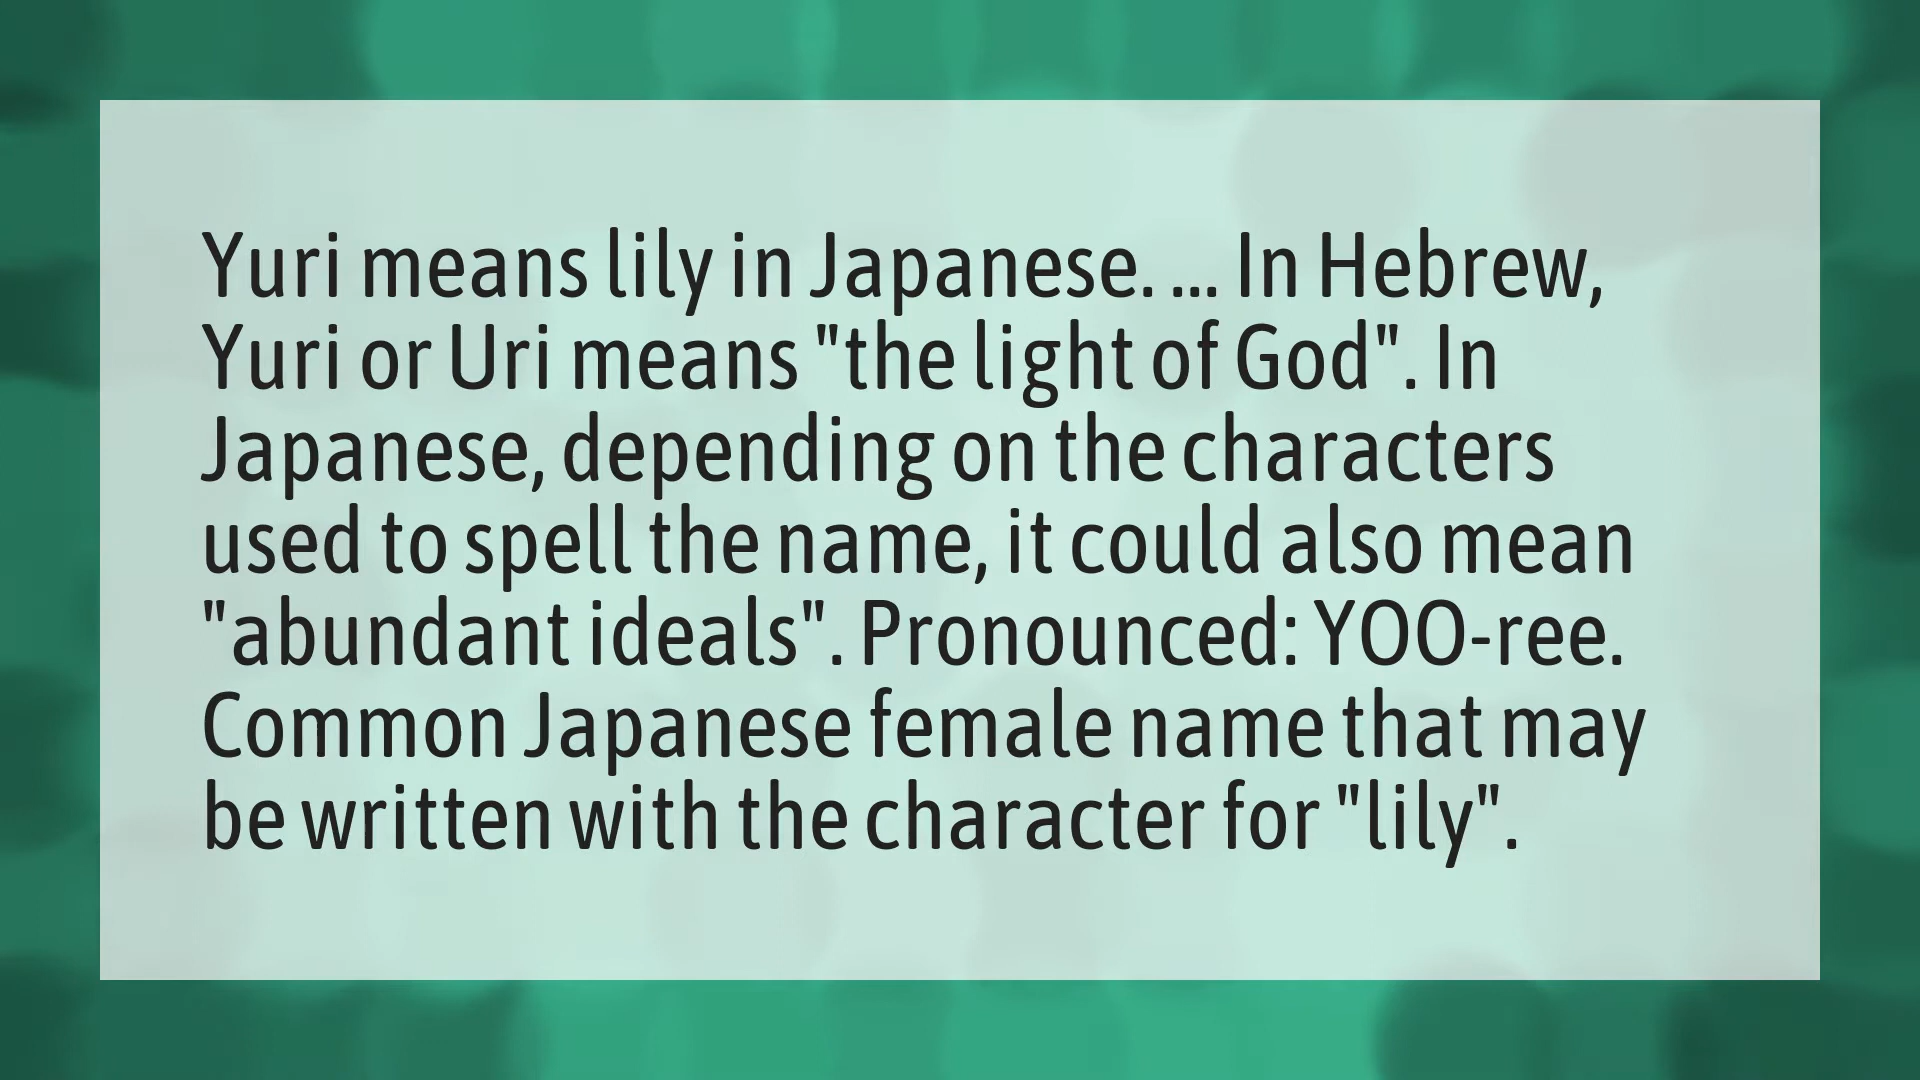 Yuri means lily in Japanese. ... In Hebrew,
Yuri or Uri means "the light of God". In
Japanese, depending on the characters
used to spell the name, it could also mean
"abundant ideals". Pronounced: YOO-ree.
Common Japanese female name that may
be written with the character for "lily".